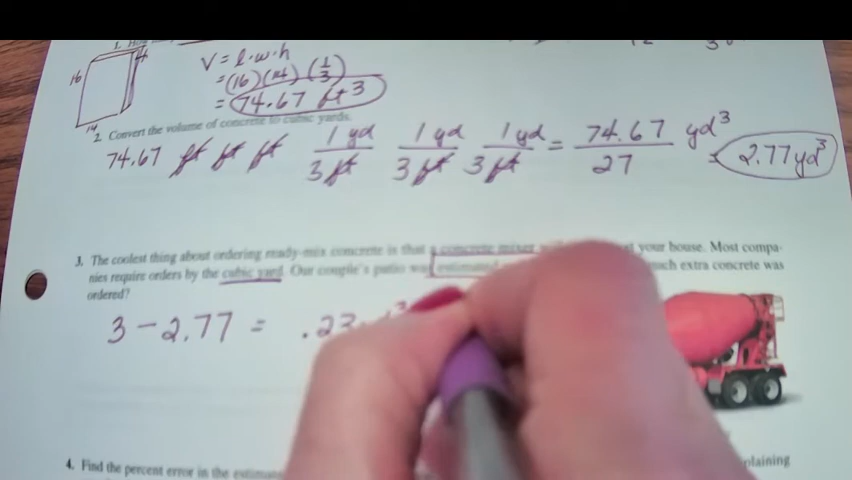 1.
V = l·w·h
16
= (16)(14)(1/3)
= 74.67 ft³
14
2. Convert the volume of concrete to cubic yards.
74.67 ft ft ft 1 yd/3 ft 1 yd/3 ft 1 yd/3 ft = 74.67/27 yd³ = 2.77yd³
3. The coolest thing about ordering ready-mix concrete is that a concrete mixer your house. Most compa-
nies require orders by the cubic yard. Our couple's patio was estimated much extra concrete was
ordered?
3 - 2.77 = .23
4. Find the percent error in the estimate plaining